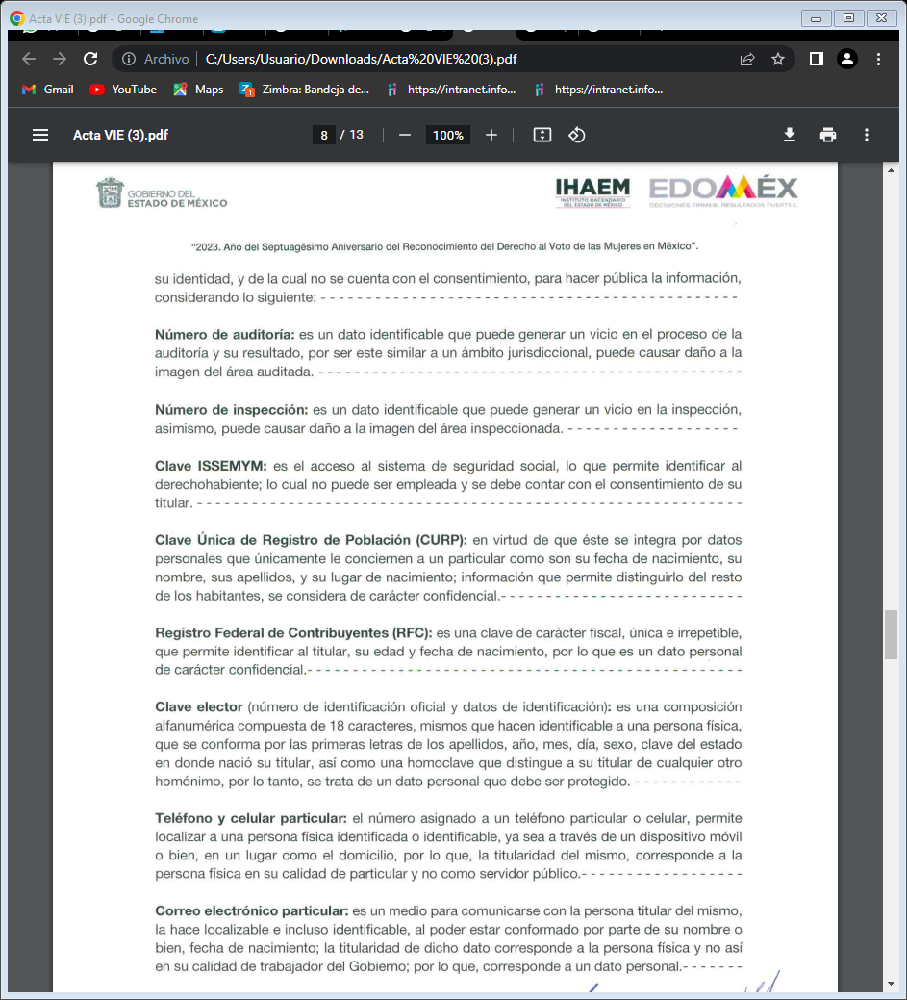 Acta VIE (3).pdf - Google Chrome
Archivo | C:/Users/Usuario/Downloads/Acta%20VIE%20(3).pdf
Gmail YouTube Maps Zimbra: Bandeja de... https://intranet.info... https://intranet.info...
Acta VIE (3).pdf 8 / 13 100%
GOBIERNO DEL
ESTADO DE MÉXICO
IHAEM
INSTITUTO HACENDARIO
DEL ESTADO DE MÉXICO
EDOMÉX
DECISIONES FIRMES, RESULTADOS FUERTES.
“2023. Año del Septuagésimo Aniversario del Reconocimiento del Derecho al Voto de las Mujeres en México”.
su identidad, y de la cual no se cuenta con el consentimiento, para hacer pública la información,
considerando lo siguiente: - - - - - - - - - - - - - - - - - - - - - - - - - - - - - - - - - - - - - - - - - - - - - -
Número de auditoría: es un dato identificable que puede generar un vicio en el proceso de la
auditoría y su resultado, por ser este similar a un ámbito jurisdiccional, puede causar daño a la
imagen del área auditada. - - - - - - - - - - - - - - - - - - - - - - - - - - - - - - - - - - - - - - - - - - - - - - -
Número de inspección: es un dato identificable que puede generar un vicio en la inspección,
asimismo, puede causar daño a la imagen del área inspeccionada. - - - - - - - - - - - - - - - - - - -
Clave ISSEMYM: es el acceso al sistema de seguridad social, lo que permite identificar al
derechohabiente; lo cual no puede ser empleada y se debe contar con el consentimiento de su
titular. - - - - - - - - - - - - - - - - - - - - - - - - - - - - - - - - - - - - - - - - - - - - - - - - - - - - - - - - - - - -
Clave Única de Registro de Población (CURP): en virtud de que éste se integra por datos
personales que únicamente le conciernen a un particular como son su fecha de nacimiento, su
nombre, sus apellidos, y su lugar de nacimiento; información que permite distinguirlo del resto
de los habitantes, se considera de carácter confidencial.- - - - - - - - - - - - - - - - - - - - - - - - - - -
Registro Federal de Contribuyentes (RFC): es una clave de carácter fiscal, única e irrepetible,
que permite identificar al titular, su edad y fecha de nacimiento, por lo que es un dato personal
de carácter confidencial.- - - - - - - - - - - - - - - - - - - - - - - - - - - - - - - - - - - - - - - - - - - - - - - -
Clave elector (número de identificación oficial y datos de identificación): es una composición
alfanumérica compuesta de 18 caracteres, mismos que hacen identificable a una persona física,
que se conforma por las primeras letras de los apellidos, año, mes, día, sexo, clave del estado
en donde nació su titular, así como una homoclave que distingue a su titular de cualquier otro
homónimo, por lo tanto, se trata de un dato personal que debe ser protegido. - - - - - - - - - - - -
Teléfono y celular particular: el número asignado a un teléfono particular o celular, permite
localizar a una persona física identificada o identificable, ya sea a través de un dispositivo móvil
o bien, en un lugar como el domicilio, por lo que, la titularidad del mismo, corresponde a la
persona física en su calidad de particular y no como servidor público.- - - - - - - - - - - - - - - - - -
Correo electrónico particular: es un medio para comunicarse con la persona titular del mismo,
la hace localizable e incluso identificable, al poder estar conformado por parte de su nombre o
bien, fecha de nacimiento; la titularidad de dicho dato corresponde a la persona física y no así
en su calidad de trabajador del Gobierno; por lo que, corresponde a un dato personal.- - - - - - -